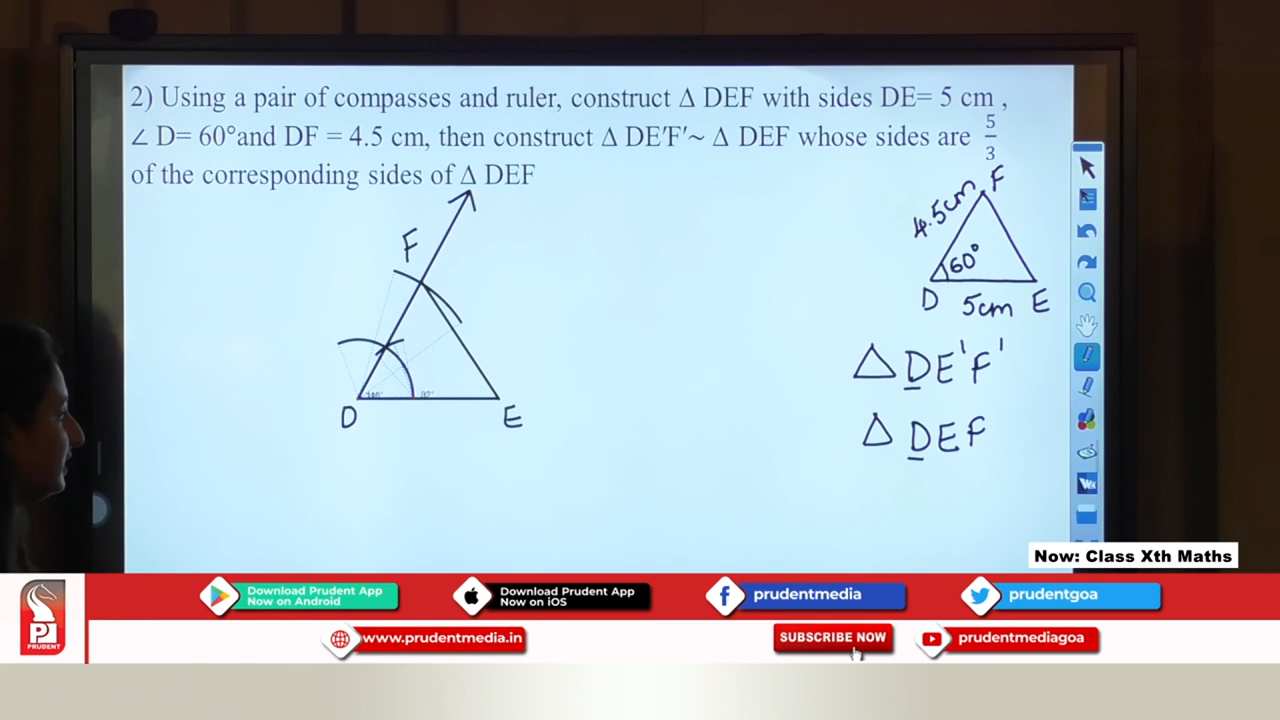 2) Using a pair of compasses and ruler, construct Δ DEF with sides DE= 5 cm ,
∠ D= 60°and DF = 4.5 cm, then construct Δ DE'F'~ Δ DEF whose sides are 5/3
of the corresponding sides of Δ DEF
F
4.5cm
F
60°
D
5cm
E
D
E
Δ DE'F'
Δ DEF
Now: Class Xth Maths
PI
PRUDENT
Download Prudent App
Now on Android
Download Prudent App
Now on iOS
prudentmedia
prudentgoa
www.prudentmedia.in
SUBSCRIBE NOW
prudentmediagoa